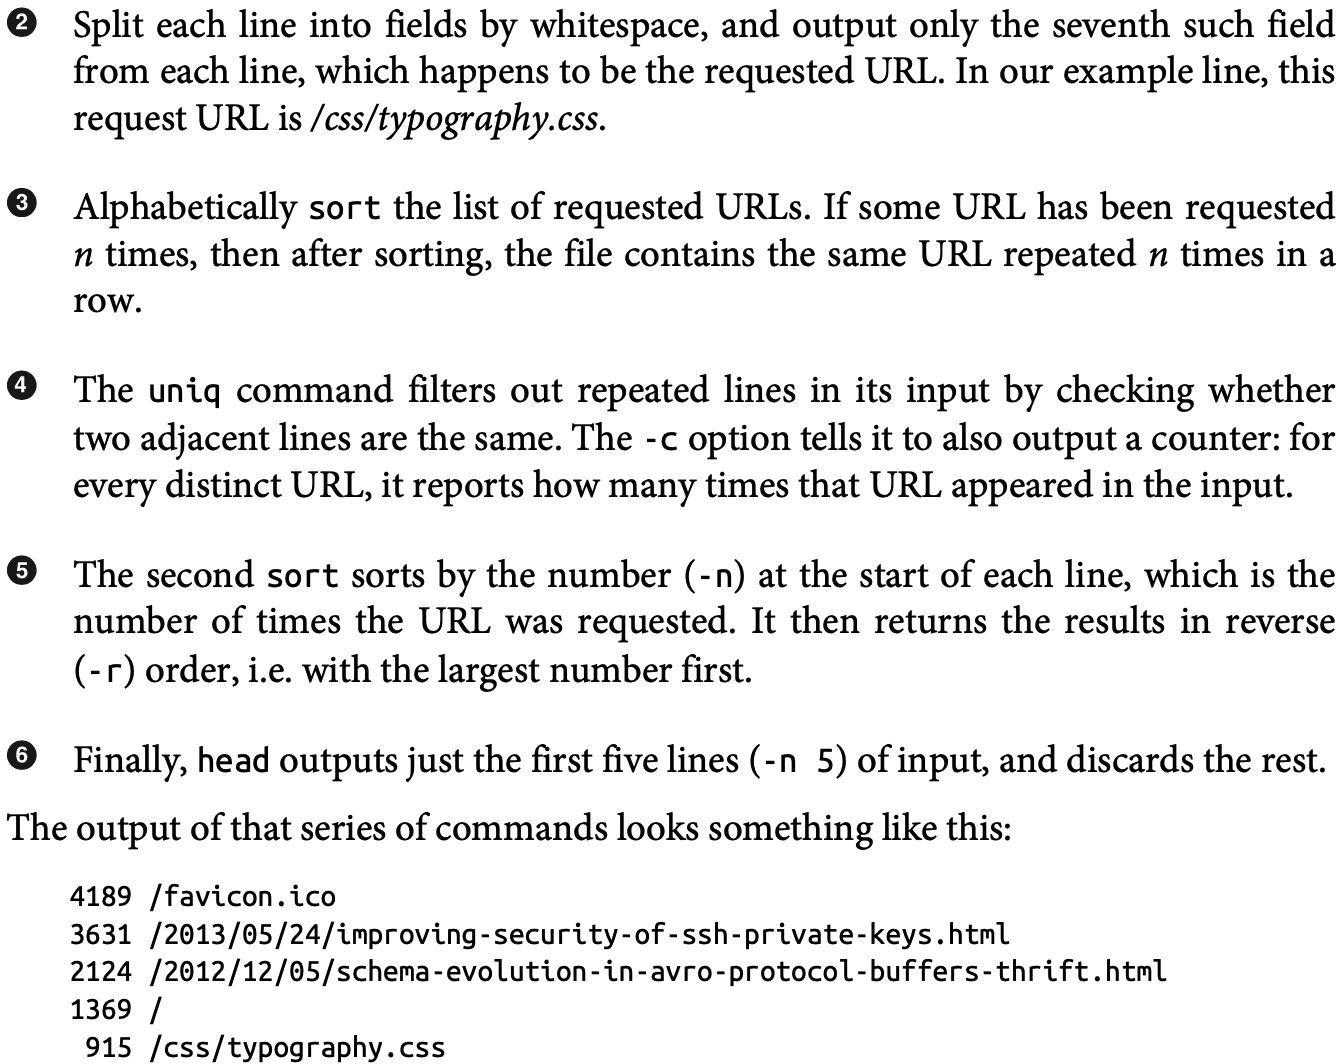 ❷ Split each line into fields by whitespace, and output only the seventh such field
from each line, which happens to be the requested URL. In our example line, this
request URL is /css/typography.css.
❸ Alphabetically sort the list of requested URLs. If some URL has been requested
n times, then after sorting, the file contains the same URL repeated n times in a
row.
❹ The uniq command filters out repeated lines in its input by checking whether
two adjacent lines are the same. The -c option tells it to also output a counter: for
every distinct URL, it reports how many times that URL appeared in the input.
❺ The second sort sorts by the number (-n) at the start of each line, which is the
number of times the URL was requested. It then returns the results in reverse
(-r) order, i.e. with the largest number first.
❻ Finally, head outputs just the first five lines (-n 5) of input, and discards the rest.
The output of that series of commands looks something like this:
4189 /favicon.ico
3631 /2013/05/24/improving-security-of-ssh-private-keys.html
2124 /2012/12/05/schema-evolution-in-avro-protocol-buffers-thrift.html
1369 /
915 /css/typography.css